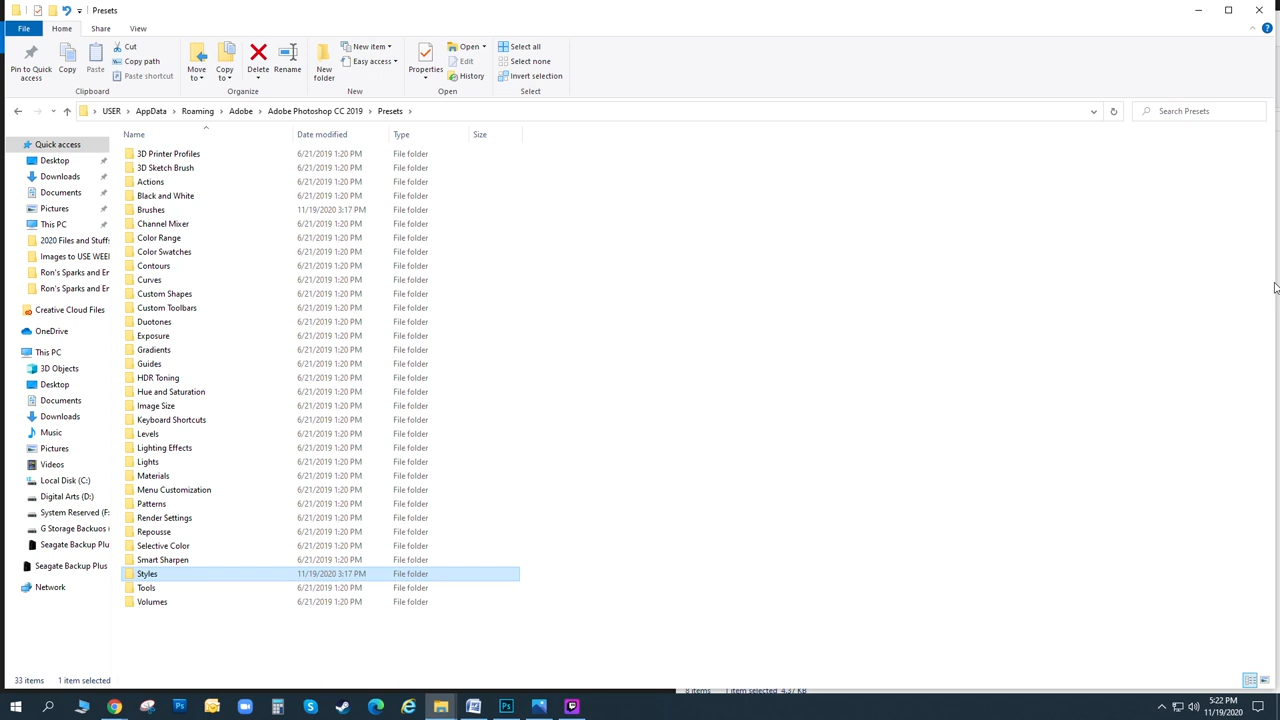 Presets
File Home Share View
Pin to Quick access
Copy
Paste
Cut
Copy path
Paste shortcut
Clipboard
Move to
Copy to
Delete
Rename
Organize
New folder
New item
Easy access
New
Properties
Open
Edit
History
Open
Select all
Select none
Invert selection
Select
USER › AppData › Roaming › Adobe › Adobe Photoshop CC 2019 › Presets ›
Search Presets
Name Date modified Type Size
Quick access
Desktop
Downloads
Documents
Pictures
This PC
2020 Files and Stuff
Images to USE WEE
Ron's Sparks and Er
Ron's Sparks and Er
Creative Cloud Files
OneDrive
This PC
3D Objects
Desktop
Documents
Downloads
Music
Pictures
Videos
Local Disk (C:)
Digital Arts (D:)
System Reserved (F:
G Storage Backuos (
Seagate Backup Plu
Seagate Backup Plus
Network
3D Printer Profiles 6/21/2019 1:20 PM File folder
3D Sketch Brush 6/21/2019 1:20 PM File folder
Actions 6/21/2019 1:20 PM File folder
Black and White 6/21/2019 1:20 PM File folder
Brushes 11/19/2020 3:17 PM File folder
Channel Mixer 6/21/2019 1:20 PM File folder
Color Range 6/21/2019 1:20 PM File folder
Color Swatches 6/21/2019 1:20 PM File folder
Contours 6/21/2019 1:20 PM File folder
Curves 6/21/2019 1:20 PM File folder
Custom Shapes 6/21/2019 1:20 PM File folder
Custom Toolbars 6/21/2019 1:20 PM File folder
Duotones 6/21/2019 1:20 PM File folder
Exposure 6/21/2019 1:20 PM File folder
Gradients 6/21/2019 1:20 PM File folder
Guides 6/21/2019 1:20 PM File folder
HDR Toning 6/21/2019 1:20 PM File folder
Hue and Saturation 6/21/2019 1:20 PM File folder
Image Size 6/21/2019 1:20 PM File folder
Keyboard Shortcuts 6/21/2019 1:20 PM File folder
Levels 6/21/2019 1:20 PM File folder
Lighting Effects 6/21/2019 1:20 PM File folder
Lights 6/21/2019 1:20 PM File folder
Materials 6/21/2019 1:20 PM File folder
Menu Customization 6/21/2019 1:20 PM File folder
Patterns 6/21/2019 1:20 PM File folder
Render Settings 6/21/2019 1:20 PM File folder
Repousse 6/21/2019 1:20 PM File folder
Selective Color 6/21/2019 1:20 PM File folder
Smart Sharpen 6/21/2019 1:20 PM File folder
Styles 11/19/2020 3:17 PM File folder
Tools 6/21/2019 1:20 PM File folder
Volumes 6/21/2019 1:20 PM File folder
33 items 1 item selected
8 items 1 item selected 4.37 KB
5:22 PM
11/19/2020